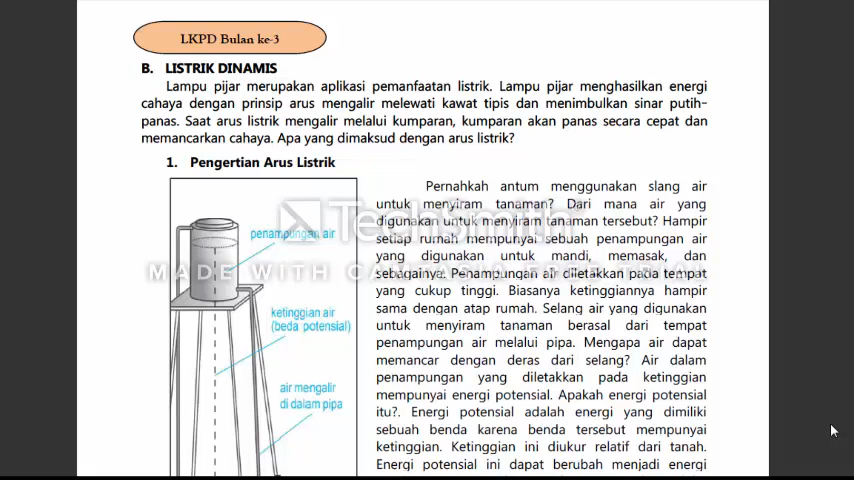 LKPD Bulan ke-3
B. LISTRIK DINAMIS
Lampu pijar merupakan aplikasi pemanfaatan listrik. Lampu pijar menghasilkan energi
cahaya dengan prinsip arus mengalir melewati kawat tipis dan menimbulkan sinar putih-
panas. Saat arus listrik mengalir melalui kumparan, kumparan akan panas secara cepat dan
memancarkan cahaya. Apa yang dimaksud dengan arus listrik?
1. Pengertian Arus Listrik
penampungan air
ketinggian air
(beda potensial)
air mengalir
di dalam pipa
Pernahkah antum menggunakan slang air
untuk menyiram tanaman? Dari mana air yang
digunakan untuk menyiram tanaman tersebut? Hampir
setiap rumah mempunyai sebuah penampungan air
yang digunakan untuk mandi, memasak, dan
sebagainya. Penampungan air diletakkan pada tempat
yang cukup tinggi. Biasanya ketinggiannya hampir
sama dengan atap rumah. Selang air yang digunakan
untuk menyiram tanaman berasal dari tempat
penampungan air melalui pipa. Mengapa air dapat
memancar dengan deras dari selang? Air dalam
penampungan yang diletakkan pada ketinggian
mempunyai energi potensial. Apakah energi potensial
itu?. Energi potensial adalah energi yang dimiliki
sebuah benda karena benda tersebut mempunyai
ketinggian. Ketinggian ini diukur relatif dari tanah.
Energi potensial ini dapat berubah menjadi energi
TechSmith
MADE WITH CAMTASIA FREE TRIAL